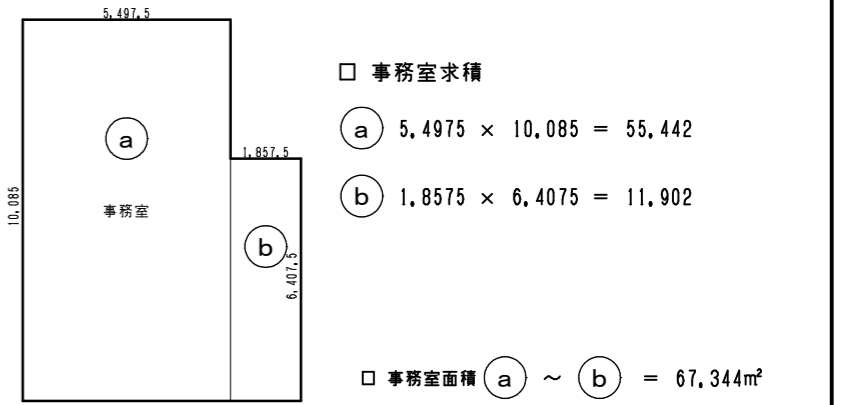 5,497.5
a
1,857.5
10,085
事務室
b
6,407.5
□ 事務室求積
a 5.4975 × 10.085 = 55.442
b 1.8575 × 6.4075 = 11.902
□ 事務室面積 a ～ b = 67.344m²